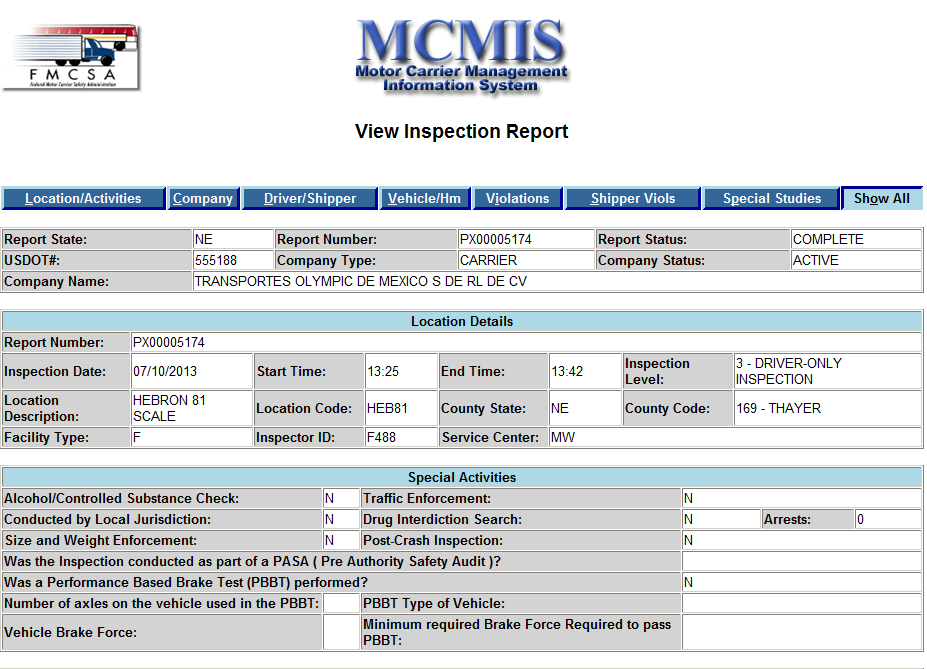 FMCSA
Federal Motor Carrier Safety Administration
MCMIS
Motor Carrier Management
Information System
View Inspection Report
Location/Activities Company Driver/Shipper Vehicle/Hm Violations Shipper Viols Special Studies Show All
Report State: NE Report Number: PX00005174 Report Status: COMPLETE
USDOT#: 555188 Company Type: CARRIER Company Status: ACTIVE
Company Name: TRANSPORTES OLYMPIC DE MEXICO S DE RL DE CV
Location Details
Report Number: PX00005174
Inspection Date: 07/10/2013 Start Time: 13:25 End Time: 13:42 Inspection Level: 3 - DRIVER-ONLY INSPECTION
Location Description: HEBRON 81 SCALE Location Code: HEB81 County State: NE County Code: 169 - THAYER
Facility Type: F Inspector ID: F488 Service Center: MW
Special Activities
Alcohol/Controlled Substance Check: N Traffic Enforcement: N
Conducted by Local Jurisdiction: N Drug Interdiction Search: N Arrests: 0
Size and Weight Enforcement: N Post-Crash Inspection: N
Was the Inspection conducted as part of a PASA ( Pre Authority Safety Audit )?
Was a Performance Based Brake Test (PBBT) performed? N
Number of axles on the vehicle used in the PBBT: PBBT Type of Vehicle:
Vehicle Brake Force: Minimum required Brake Force Required to pass PBBT: